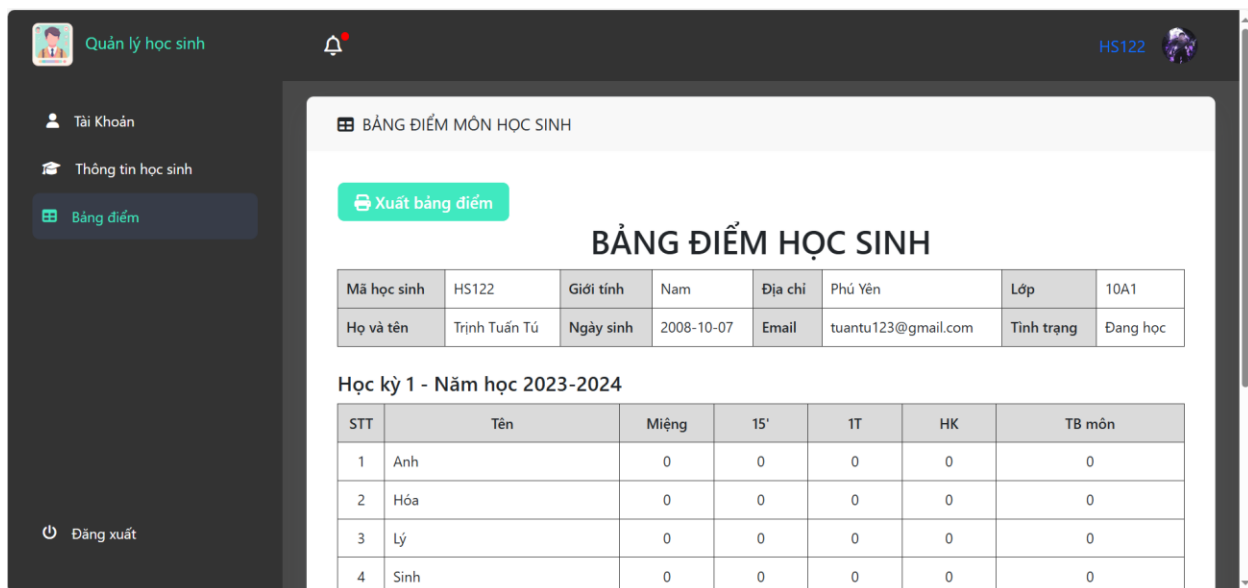 Quản lý học sinh
HS122
Tài Khoản
Thông tin học sinh
Bảng điểm
Đăng xuất
BẢNG ĐIỂM MÔN HỌC SINH
Xuất bảng điểm
BẢNG ĐIỂM HỌC SINH
Mã học sinh HS122 Giới tính Nam Địa chỉ Phú Yên Lớp 10A1
Họ và tên Trịnh Tuấn Tú Ngày sinh 2008-10-07 Email tuantu123@gmail.com Tình trạng Đang học
Học kỳ 1 - Năm học 2023-2024
STT Tên Miệng 15' 1T HK TB môn
1 Anh 0 0 0 0 0
2 Hóa 0 0 0 0 0
3 Lý 0 0 0 0 0
4 Sinh 0 0 0 0 0